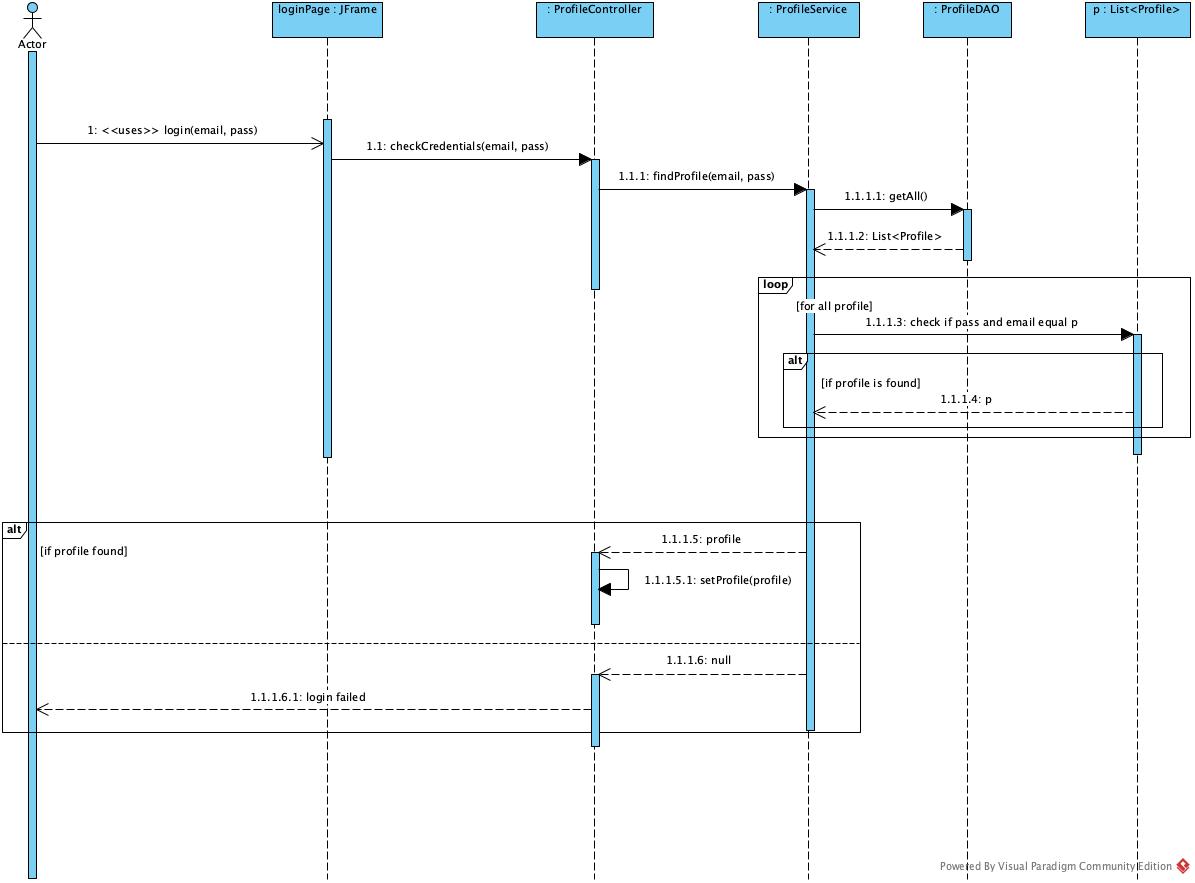 loginPage : JFrame
: ProfileController
: ProfileService
: ProfileDAO
p : List<Profile>
Actor
1: <<uses>> login(email, pass)
1.1: checkCredentials(email, pass)
1.1.1: findProfile(email, pass)
1.1.1.1: getAll()
1.1.1.2: List<Profile>
loop
[for all profile]
1.1.1.3: check if pass and email equal p
alt
[if profile is found]
1.1.1.4: p
alt
[if profile found]
1.1.1.5: profile
1.1.1.5.1: setProfile(profile)
1.1.1.6: null
1.1.1.6.1: login failed
Powered By Visual Paradigm Community Edition